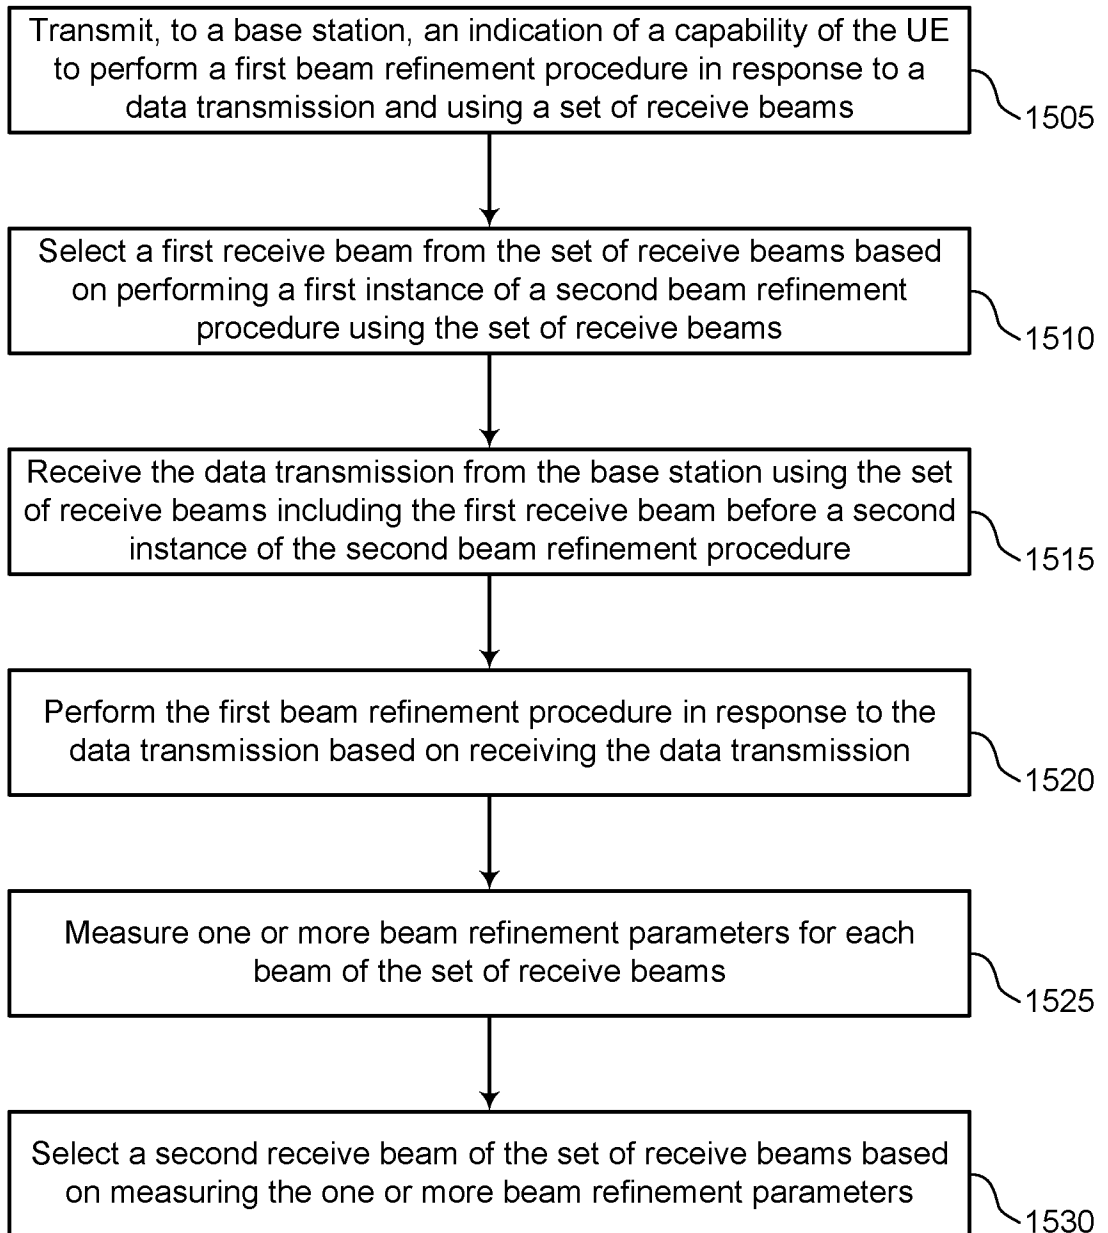 Transmit, to a base station, an indication of a capability of the UE
to perform a first beam refinement procedure in response to a
data transmission and using a set of receive beams
1505
Select a first receive beam from the set of receive beams based
on performing a first instance of a second beam refinement
procedure using the set of receive beams
1510
Receive the data transmission from the base station using the set
of receive beams including the first receive beam before a second
instance of the second beam refinement procedure
1515
Perform the first beam refinement procedure in response to the
data transmission based on receiving the data transmission
1520
Measure one or more beam refinement parameters for each
beam of the set of receive beams
1525
Select a second receive beam of the set of receive beams based
on measuring the one or more beam refinement parameters
1530